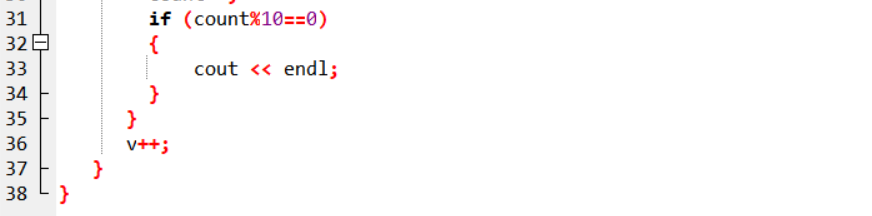 31 if (count%10==0)
32 {
33 cout << endl;
34 }
35 }
36 v++;
37 }
38 }